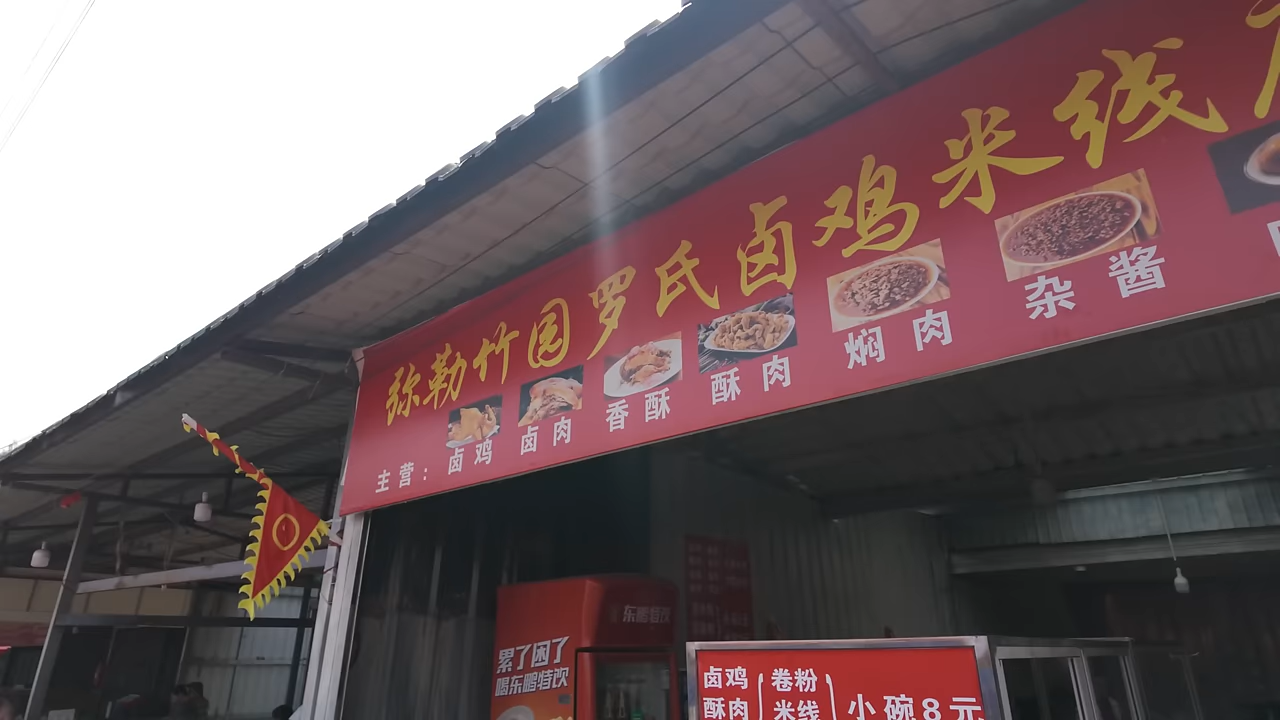 弥勒竹园罗氏卤鸡米线
主营：卤鸡 卤肉 香酥 酥肉 焖肉 杂酱
东鹏特饮
累了困了
喝东鹏特饮
卤鸡 卷粉 小碗8元
酥肉 米线